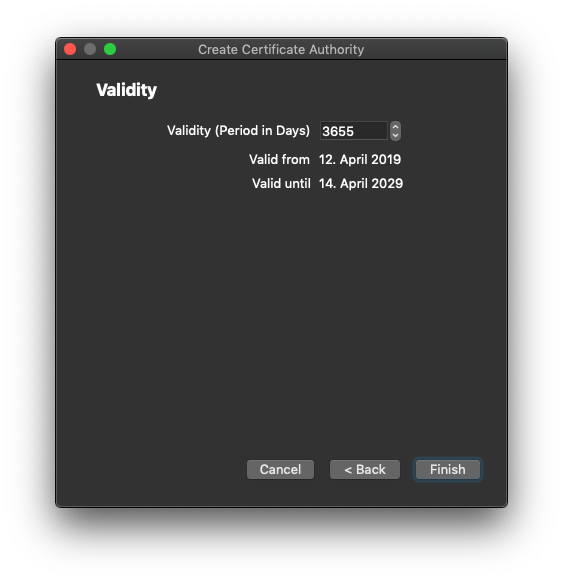 Create Certificate Authority
Validity
Validity (Period in Days) 3655
Valid from 12. April 2019
Valid until 14. April 2029
Cancel < Back Finish